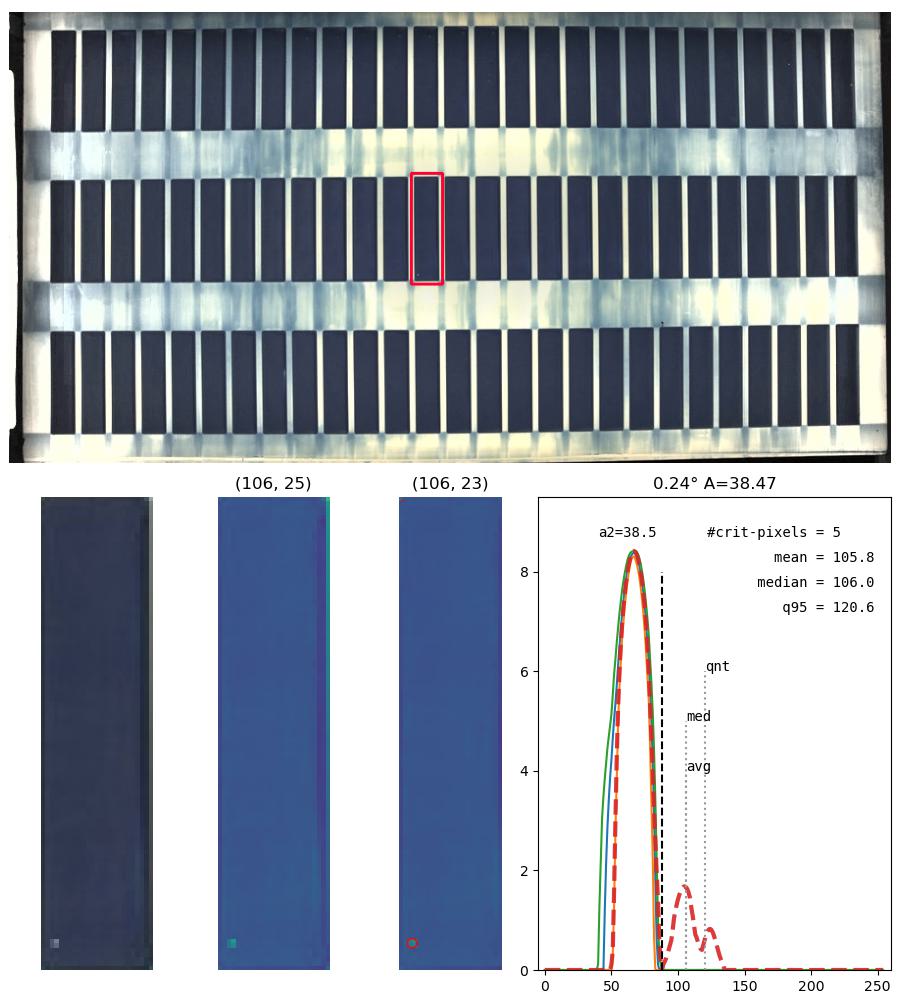 (106, 25)
(106, 23)
0.24° A=38.47
a2=38.5
#crit-pixels = 5
mean = 105.8
median = 106.0
q95 = 120.6
qnt
med
avg
8
6
4
2
0
0 50 100 150 200 250